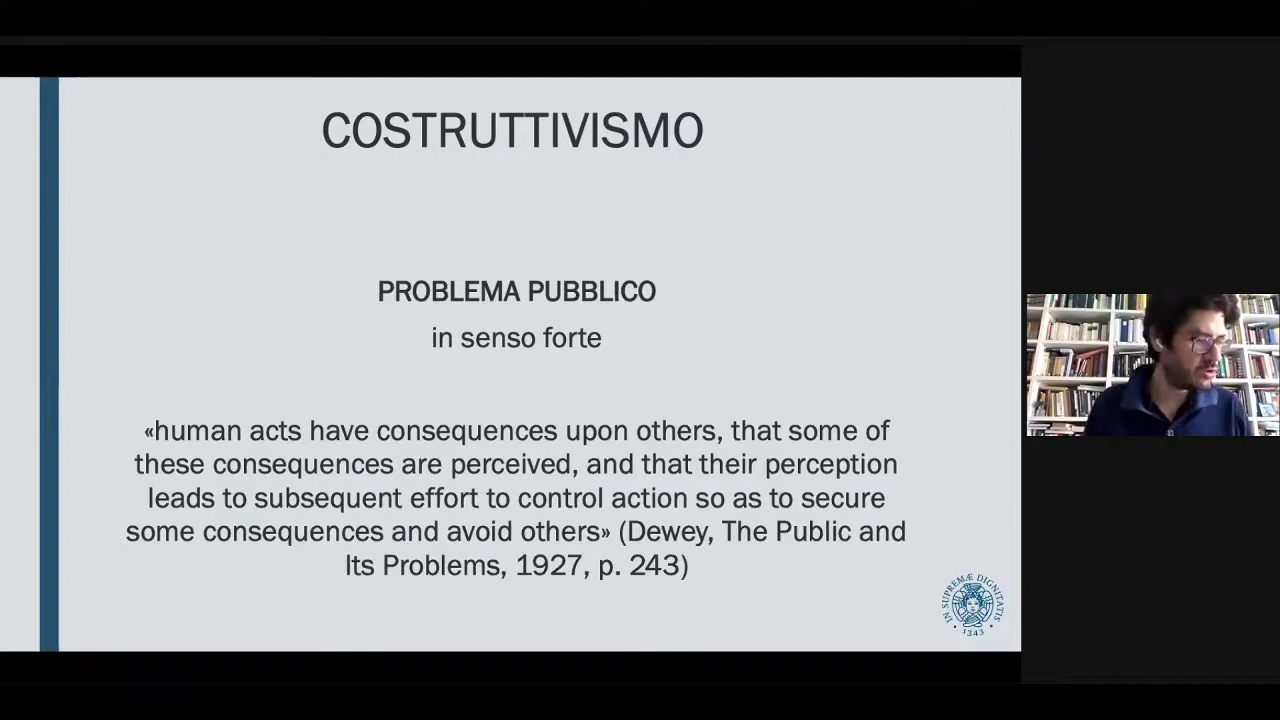 COSTRUTTIVISMO
PROBLEMA PUBBLICO
in senso forte
«human acts have consequences upon others, that some of
these consequences are perceived, and that their perception
leads to subsequent effort to control action so as to secure
some consequences and avoid others» (Dewey, The Public and
Its Problems, 1927, p. 243)
IN SUPREMÆ DIGNITATIS
• 1343 •